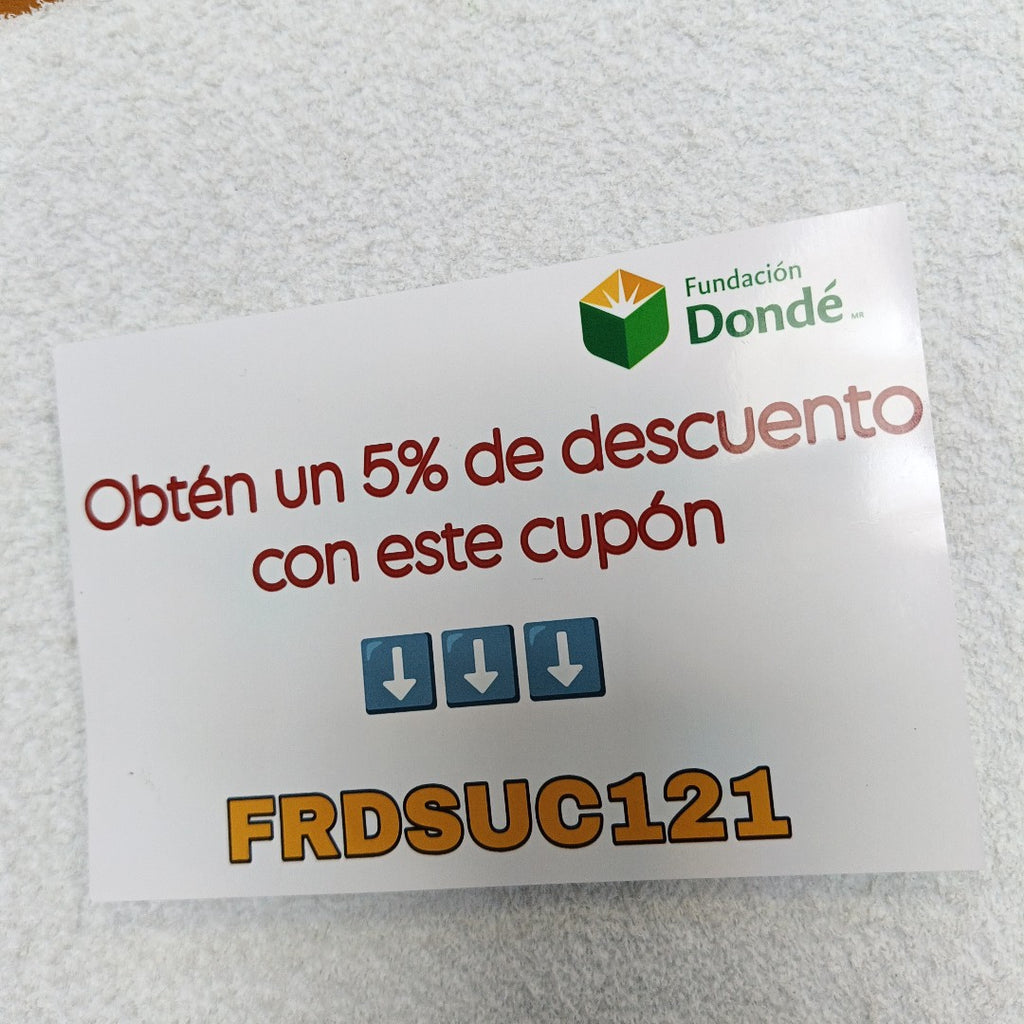 Fundación
Dondé MR
Obtén un 5% de descuento
con este cupón
⬇️⬇️⬇️
FRDSUC121